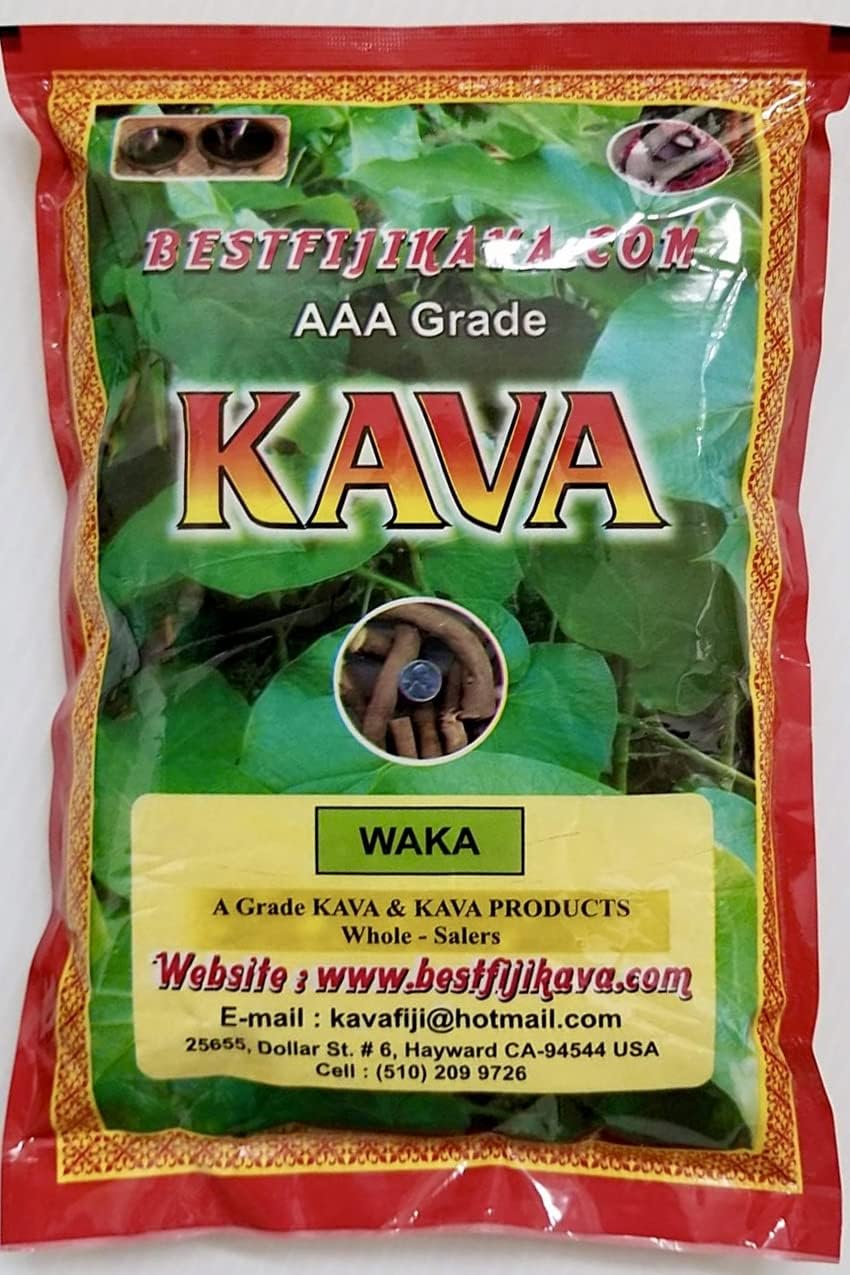 BESTFIJIKAVA.COM
AAA Grade
KAVA
WAKA
A Grade KAVA & KAVA PRODUCTS
Whole - Salers
Website : www.bestfijikava.com
E-mail : kavafiji@hotmail.com
25655, Dollar St. # 6, Hayward CA-94544 USA
Cell : (510) 209 9726